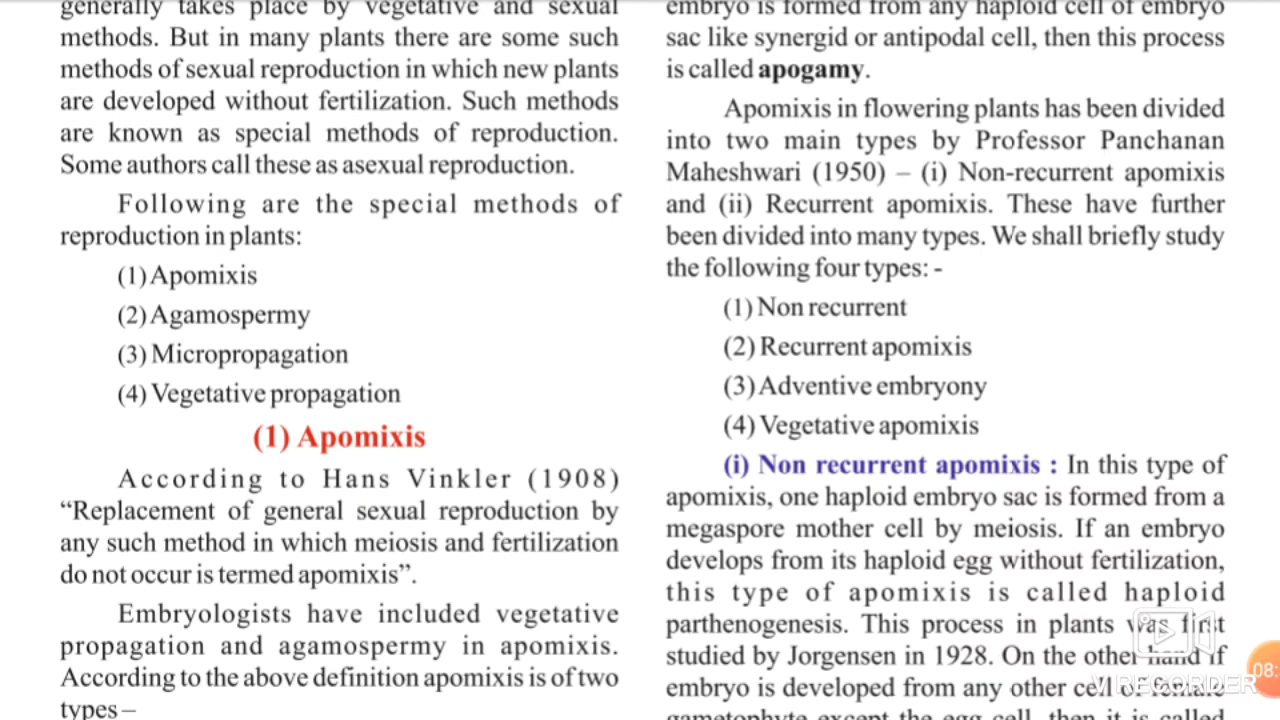 generally takes place by vegetative and sexual
methods. But in many plants there are some such
methods of sexual reproduction in which new plants
are developed without fertilization. Such methods
are known as special methods of reproduction.
Some authors call these as asexual reproduction.
Following are the special methods of
reproduction in plants:
(1) Apomixis
(2) Agamospermy
(3) Micropropagation
(4) Vegetative propagation
(1) Apomixis
According to Hans Vinkler (1908)
“Replacement of general sexual reproduction by
any such method in which meiosis and fertilization
do not occur is termed apomixis”.
Embryologists have included vegetative
propagation and agamospermy in apomixis.
According to the above definition apomixis is of two
types –
embryo is formed from any haploid cell of embryo
sac like synergid or antipodal cell, then this process
is called apogamy.
Apomixis in flowering plants has been divided
into two main types by Professor Panchanan
Maheshwari (1950) – (i) Non-recurrent apomixis
and (ii) Recurrent apomixis. These have further
been divided into many types. We shall briefly study
the following four types: -
(1) Non recurrent
(2) Recurrent apomixis
(3) Adventive embryony
(4) Vegetative apomixis
(i) Non recurrent apomixis : In this type of
apomixis, one haploid embryo sac is formed from a
megaspore mother cell by meiosis. If an embryo
develops from its haploid egg without fertilization,
this type of apomixis is called haploid
parthenogenesis. This process in plants was first
studied by Jorgensen in 1928. On the other hand if
embryo is developed from any other cell of female
gametophyte except the egg cell, then it is called
V RECORDER
08: